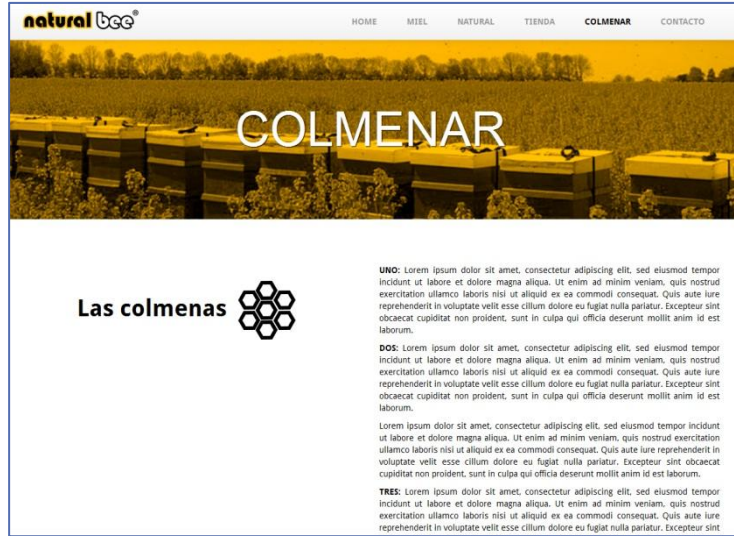 natural bee®
HOME MIEL NATURAL TIENDA COLMENAR CONTACTO
COLMENAR
Las colmenas
UNO: Lorem ipsum dolor sit amet, consectetur adipiscing elit, sed eiusmod tempor
incidunt ut labore et dolore magna aliqua. Ut enim ad minim veniam, quis nostrud
exercitation ullamco laboris nisi ut aliquid ex ea commodi consequat. Quis aute iure
reprehenderit in voluptate velit esse cillum dolore eu fugiat nulla pariatur. Excepteur sint
obcaecat cupiditat non proident, sunt in culpa qui officia deserunt mollit anim id est
laborum.
DOS: Lorem ipsum dolor sit amet, consectetur adipiscing elit, sed eiusmod tempor
incidunt ut labore et dolore magna aliqua. Ut enim ad minim veniam, quis nostrud
exercitation ullamco laboris nisi ut aliquid ex ea commodi consequat. Quis aute iure
reprehenderit in voluptate velit esse cillum dolore eu fugiat nulla pariatur. Excepteur sint
obcaecat cupiditat non proident, sunt in culpa qui officia deserunt mollit anim id est
laborum.
Lorem ipsum dolor sit amet, consectetur adipiscing elit, sed eiusmod tempor incidunt
ut labore et dolore magna aliqua. Ut enim ad minim veniam, quis nostrud exercitation
ullamco laboris nisi ut aliquid ex ea commodi consequat. Quis aute iure reprehenderit in
voluptate velit esse cillum dolore eu fugiat nulla pariatur. Excepteur sint obcaecat
cupiditat non proident, sunt in culpa qui officia deserunt mollit anim id est laborum.
TRES: Lorem ipsum dolor sit amet, consectetur adipiscing elit, sed eiusmod tempor
incidunt ut labore et dolore magna aliqua. Ut enim ad minim veniam, quis nostrud
exercitation ullamco laboris nisi ut aliquid ex ea commodi consequat. Quis aute iure
reprehenderit in voluptate velit esse cillum dolore eu fugiat nulla pariatur. Excepteur sint